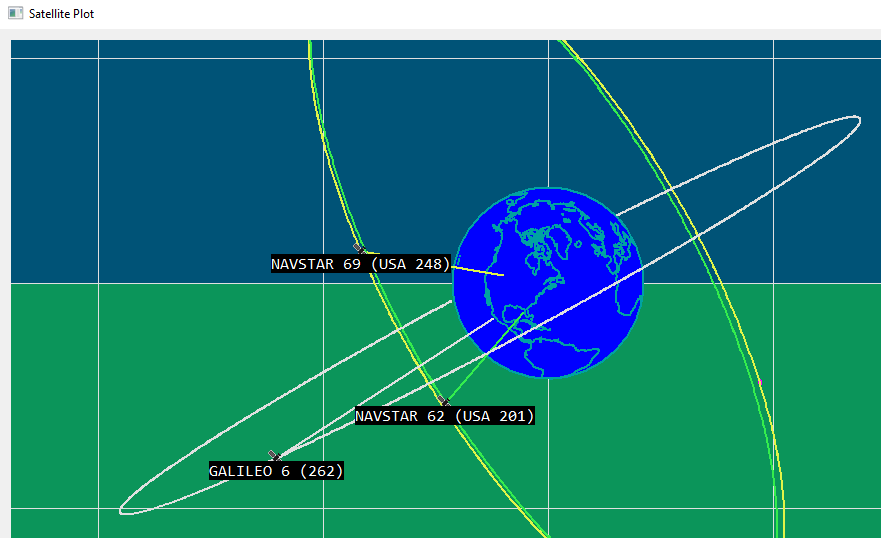 Satellite Plot
NAVSTAR 69 (USA 248)
NAVSTAR 62 (USA 201)
GALILEO 6 (262)